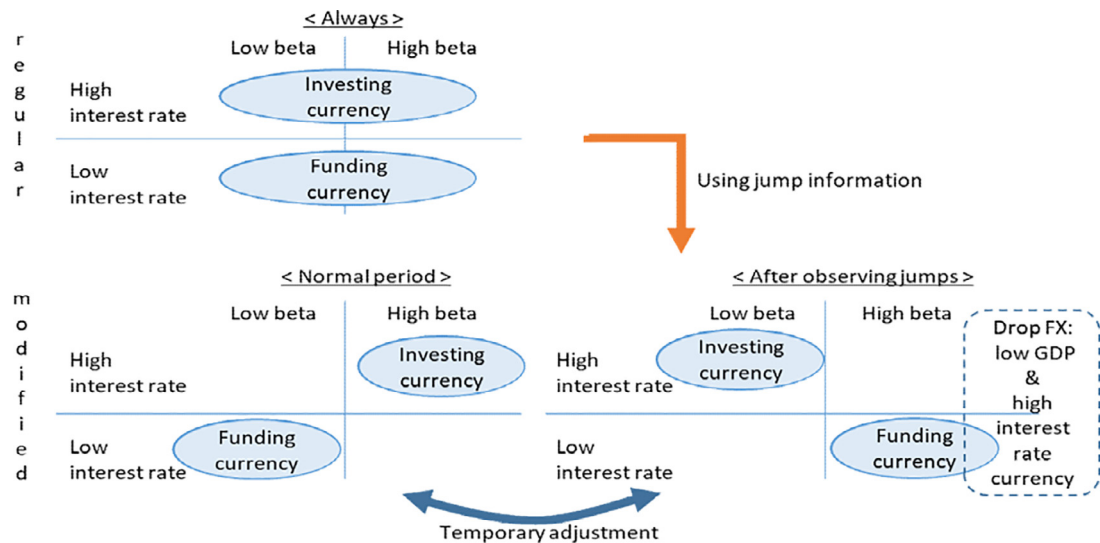 < Always >
regular
Low beta
High beta
High
interest rate
Investing
currency
Low
interest rate
Funding
currency
Using jump information
modified
< Normal period >
Low beta
High beta
High
interest rate
Investing
currency
Low
interest rate
Funding
currency
< After observing jumps >
Low beta
High beta
High
interest rate
Investing
currency
Low
interest rate
Funding
currency
Drop FX:
low GDP
&
high
interest
rate
currency
Temporary adjustment